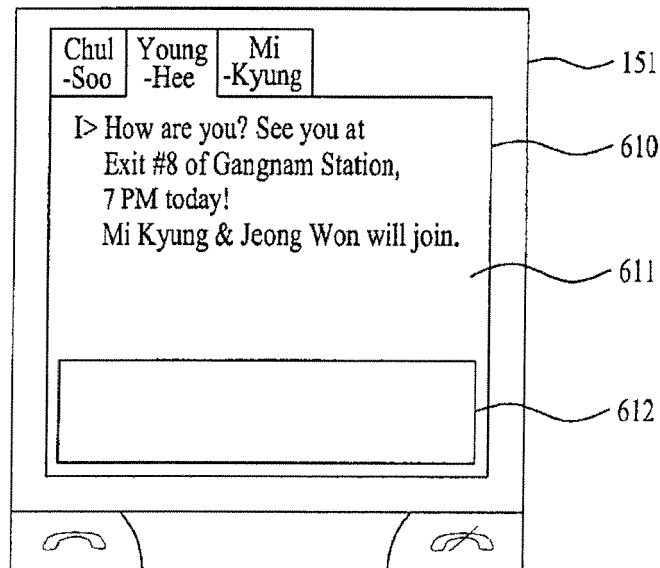 Chul
-Soo
Young
-Hee
Mi
-Kyung
I> How are you? See you at
Exit #8 of Gangnam Station,
7 PM today!
Mi Kyung & Jeong Won will join.
151
610
611
612